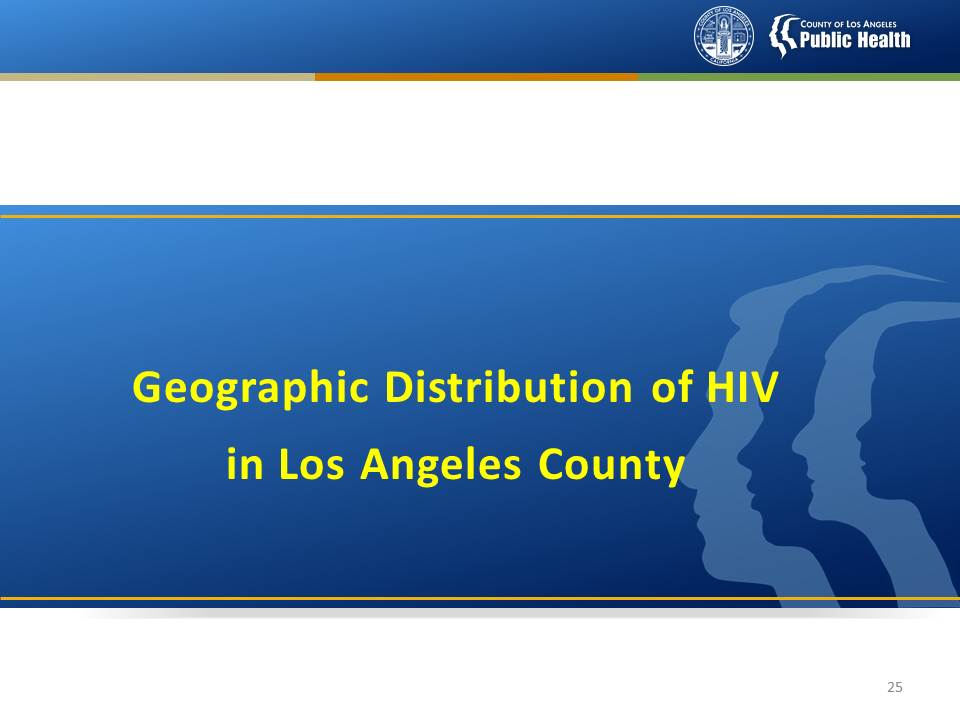 COUNTY OF LOS ANGELES
Public Health
Geographic Distribution of HIV
in Los Angeles County
25